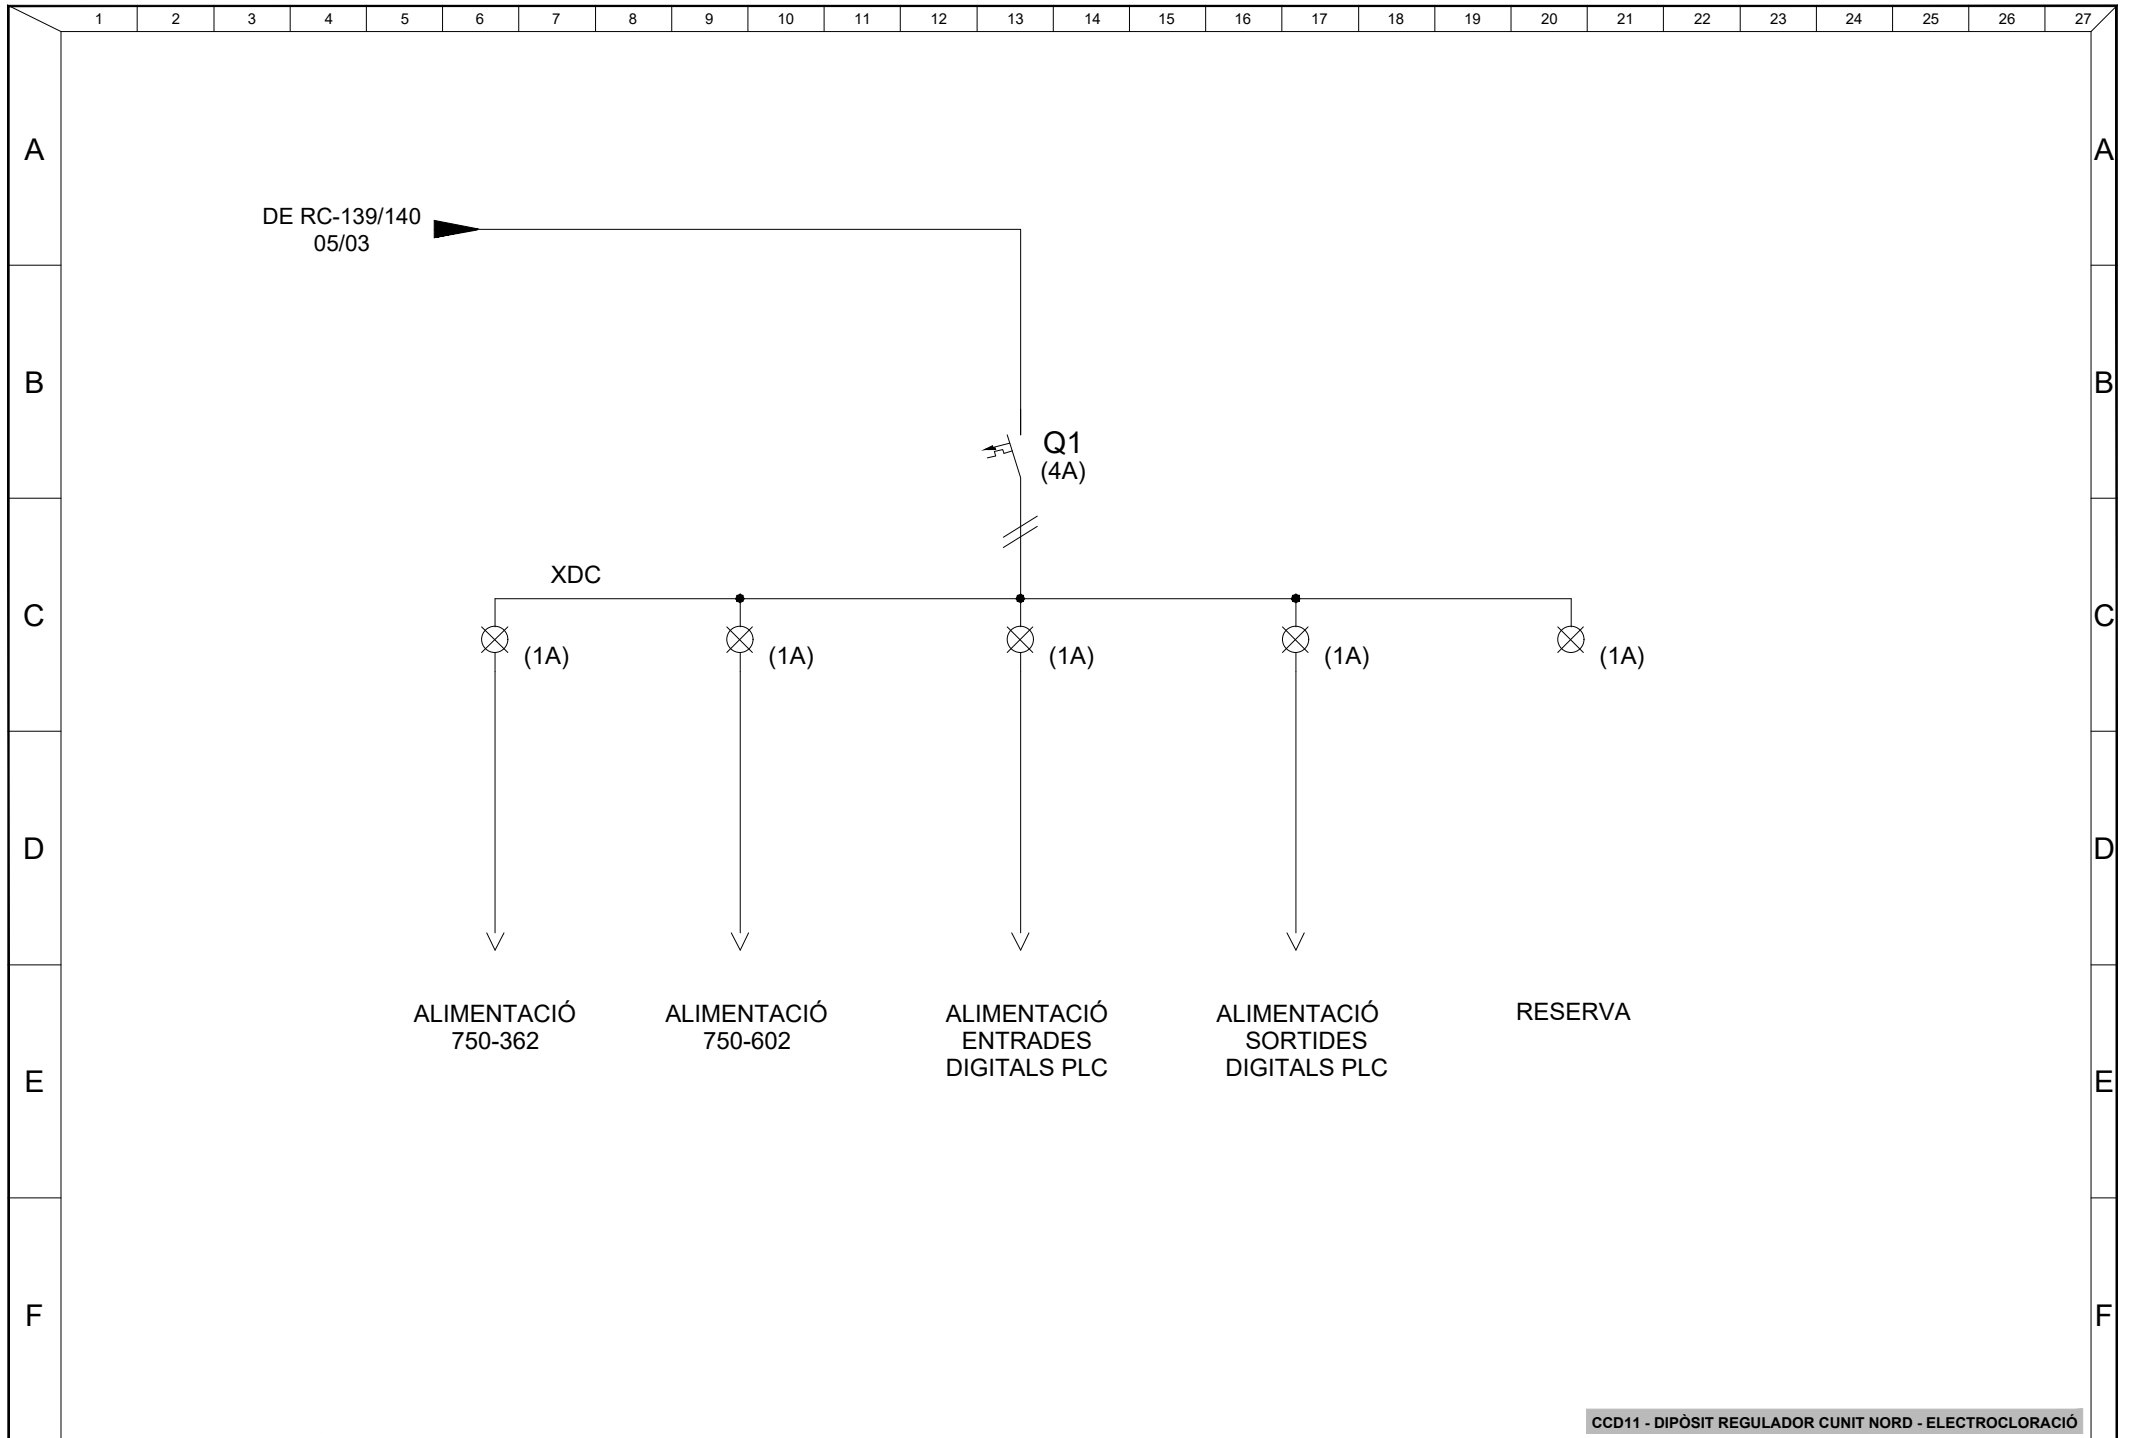 1 2 3 4 5 6 7 8 9 10 11 12 13 14 15 16 17 18 19 20 21 22 23 24 25 26 27
A A
DE RC-139/140
05/03
B B
Q1
(4A)
XDC
C C
(1A) (1A) (1A) (1A) (1A)
D D
ALIMENTACIÓ
750-362
ALIMENTACIÓ
750-602
ALIMENTACIÓ
ENTRADES
DIGITALS PLC
ALIMENTACIÓ
SORTIDES
DIGITALS PLC
RESERVA
E E
F F
CCD11 - DIPÒSIT REGULADOR CUNIT NORD - ELECTROCLORACIÓ